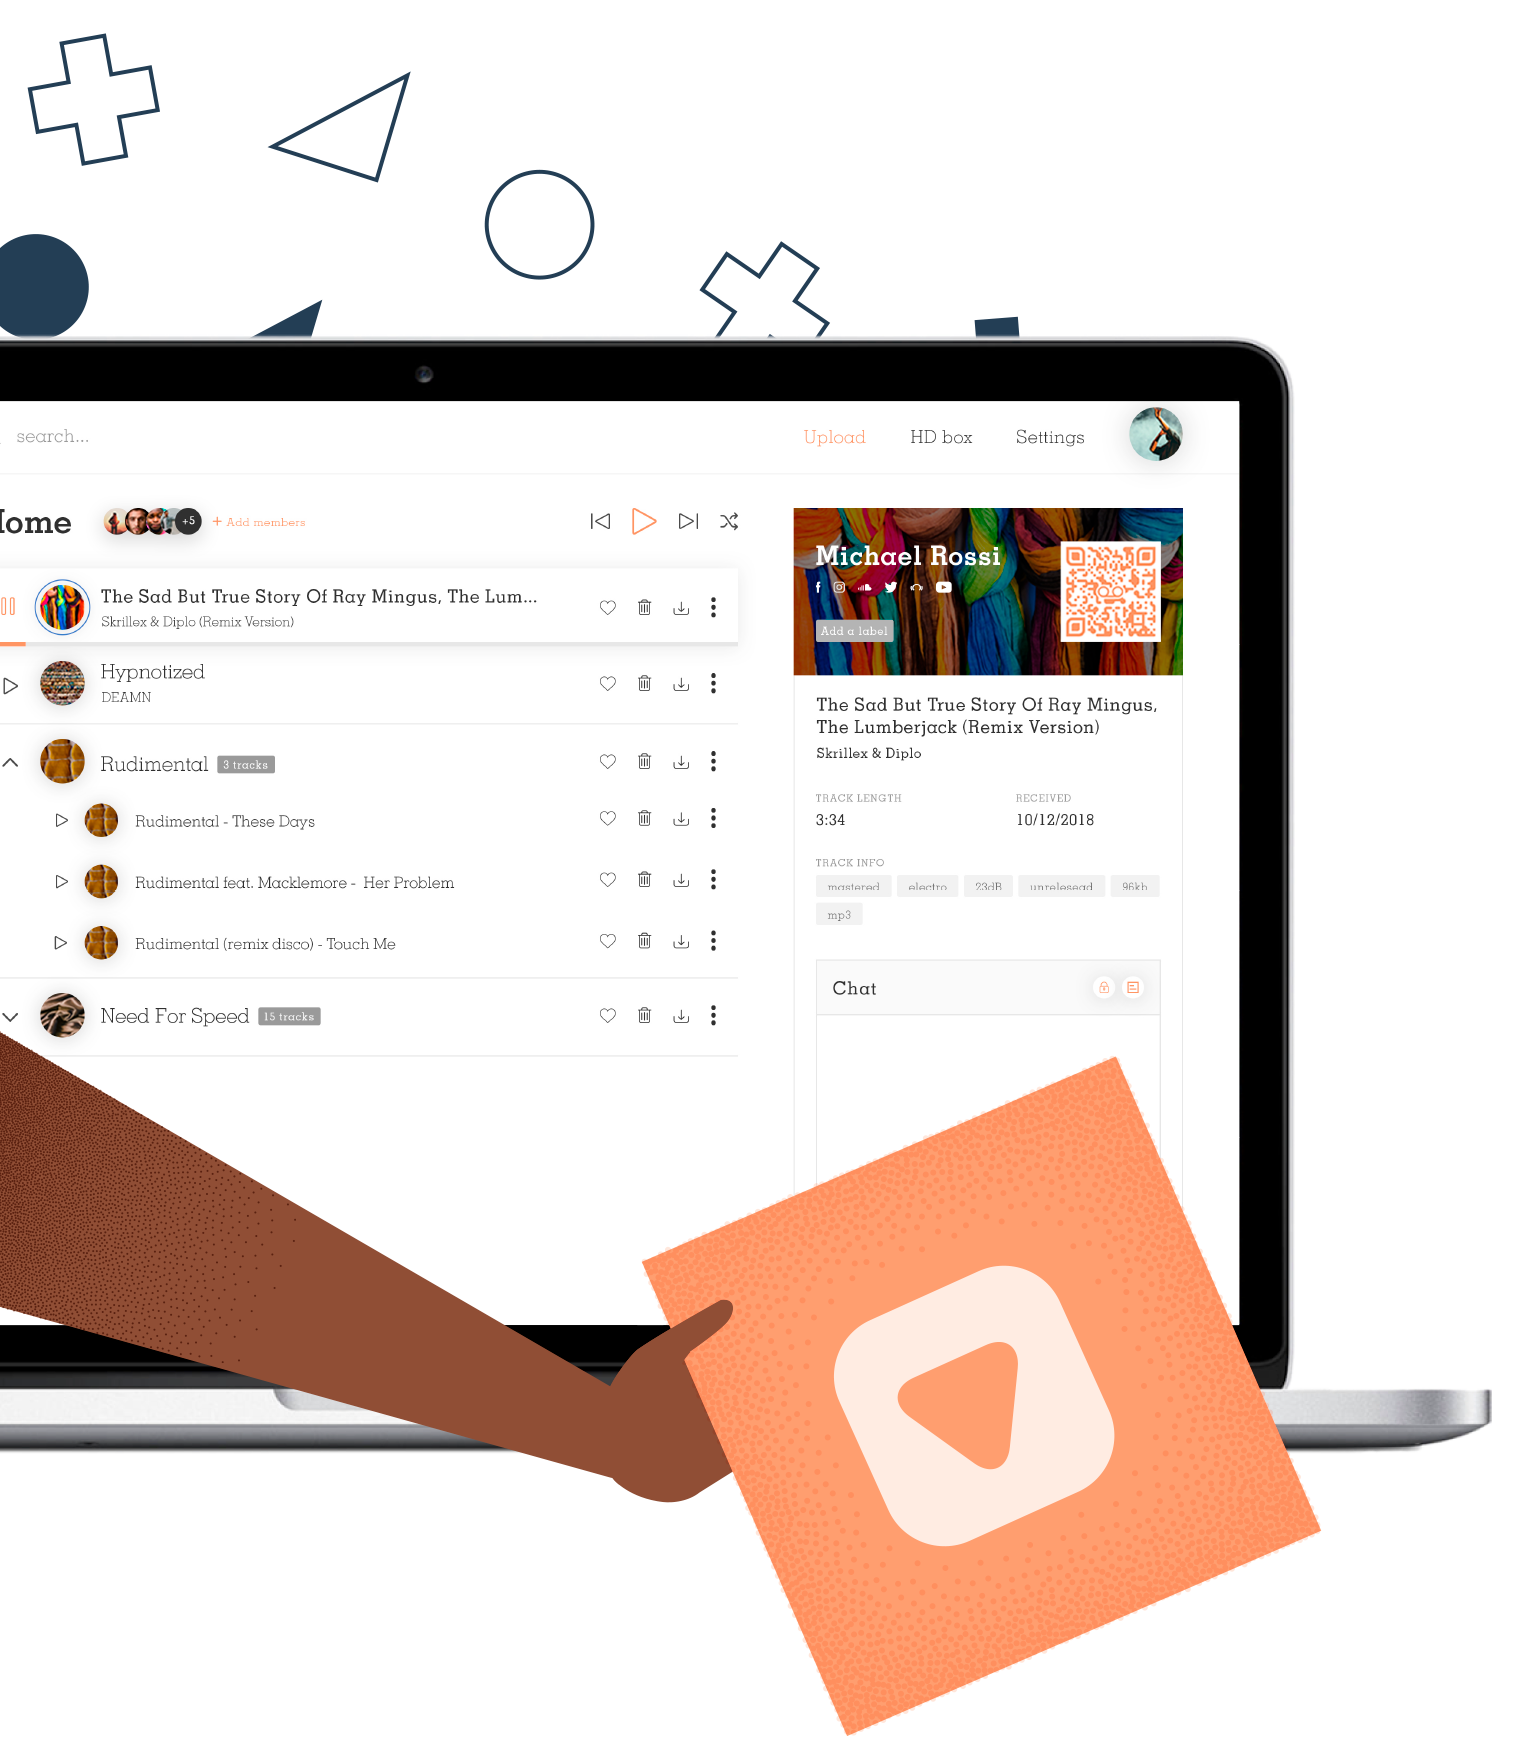 search...
Upload
HD box
Settings
ome
+5
+ Add members
The Sad But True Story Of Ray Mingus, The Lum...
Skrillex & Diplo (Remix Version)
Hypnotized
DEAMN
Rudimental
3 tracks
Rudimental - These Days
Rudimental feat. Macklemore - Her Problem
Rudimental (remix disco) - Touch Me
Need For Speed
15 tracks
Michael Rossi
Add a label
The Sad But True Story Of Ray Mingus,
The Lumberjack (Remix Version)
Skrillex & Diplo
TRACK LENGTH
RECEIVED
3:34
10/12/2018
TRACK INFO
mastered
electro
23dB
unrelesead
96kb
mp3
Chat